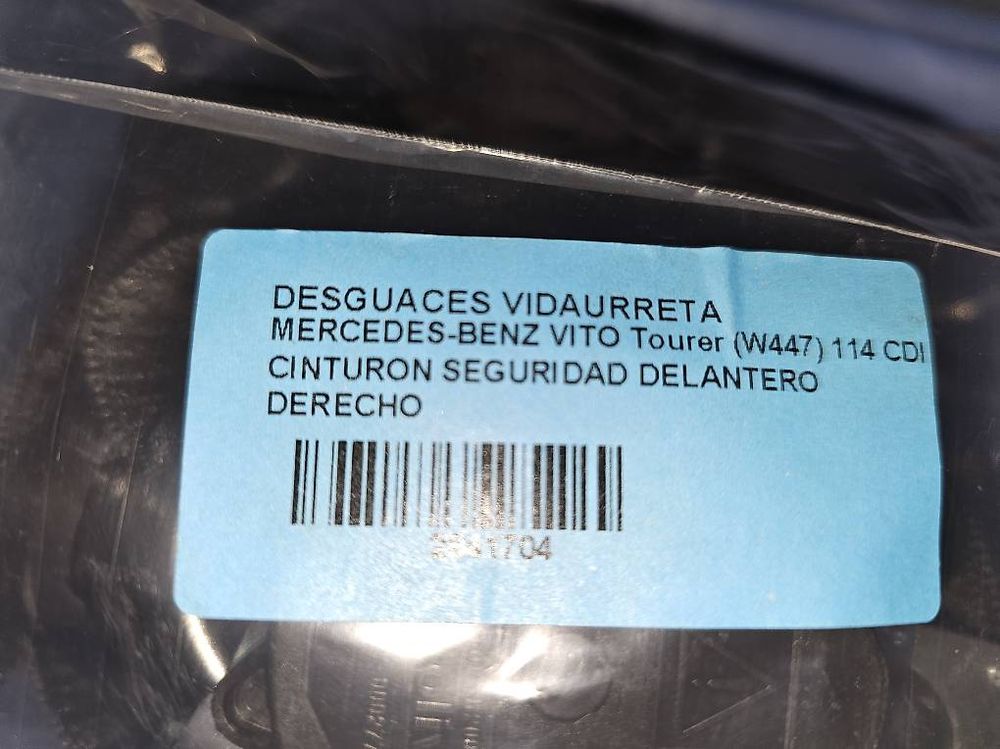 DESGUACES VIDAURRETA
MERCEDES-BENZ VITO Tourer (W447) 114 CDI
CINTURON SEGURIDAD DELANTERO
DERECHO